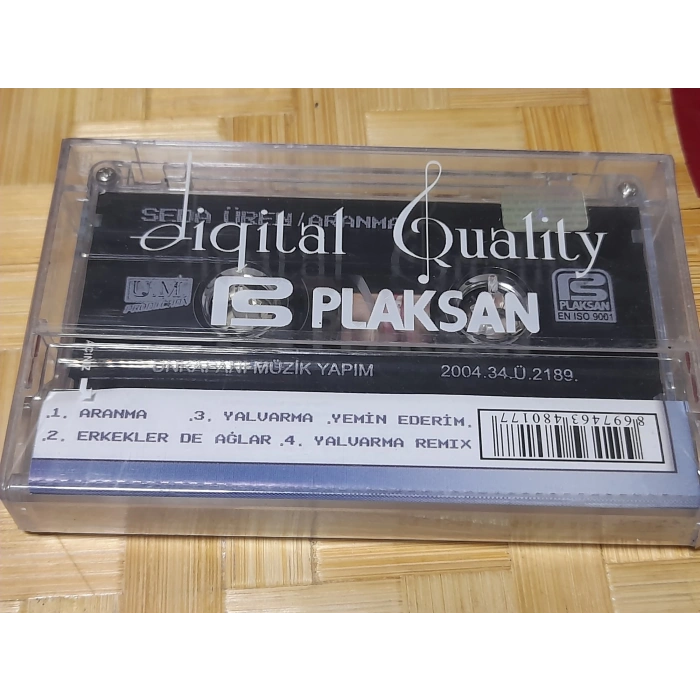 SEDA ÜREN / ARANMA
Digital Quality
U.M
PLAKSAN
PLAKSAN
EN ISO 9001
MÜZİK YAPIM
2004.34.Ü.2189.
.1. ARANMA
.3. YALVARMA .YEMİN EDERİM.
.2. ERKEKLER DE AĞLAR
.4. YALVARMA REMIX
8697463480177